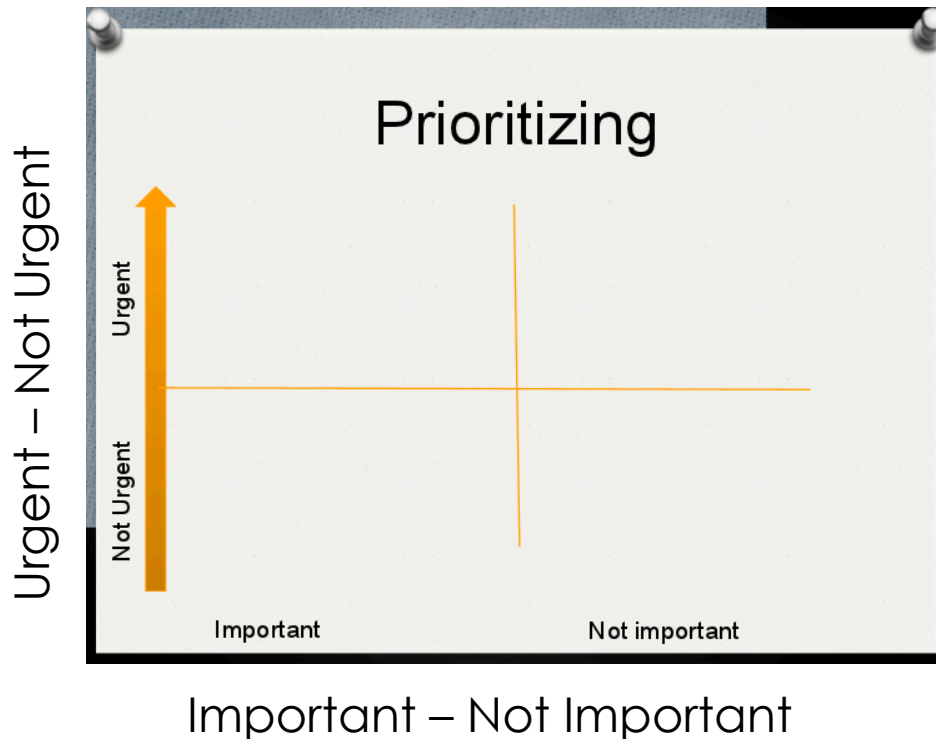 Prioritizing
Urgent – Not Urgent
Urgent
Not Urgent
Important
Not important
Important – Not Important